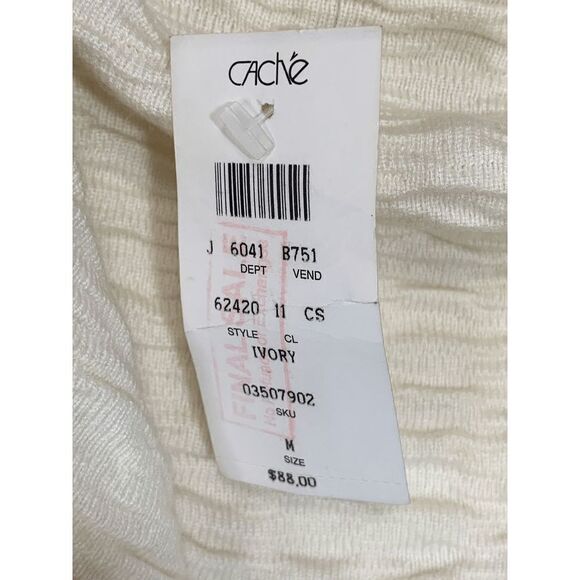 CACHé
J 6041 B751
DEPT VEND
62420 11 CS
STYLE CL
IVORY
03507902
SKU
M
SIZE
$88.00
FINAL SALE